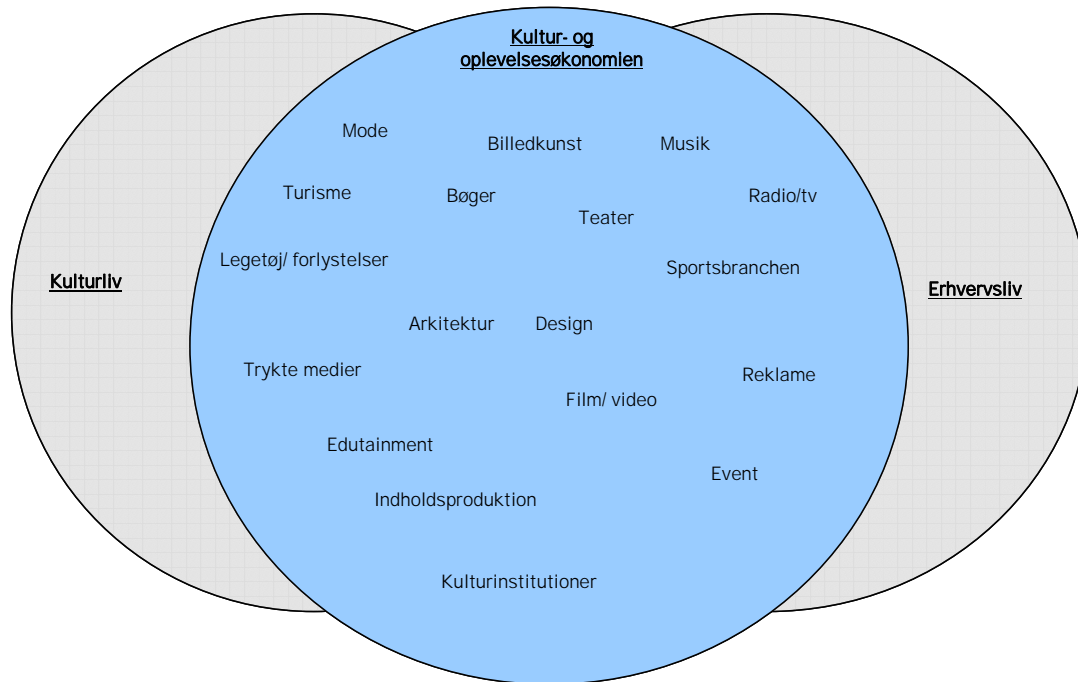 Kultur- og
oplevelsesøkonomien
Mode
Billedkunst
Musik
Turisme
Bøger
Radio/tv
Teater
Legetøj/ forlystelser
Sportsbranchen
Kulturliv
Erhvervsliv
Arkitektur
Design
Trykte medier
Reklame
Film/ video
Edutainment
Event
Indholdsproduktion
Kulturinstitutioner